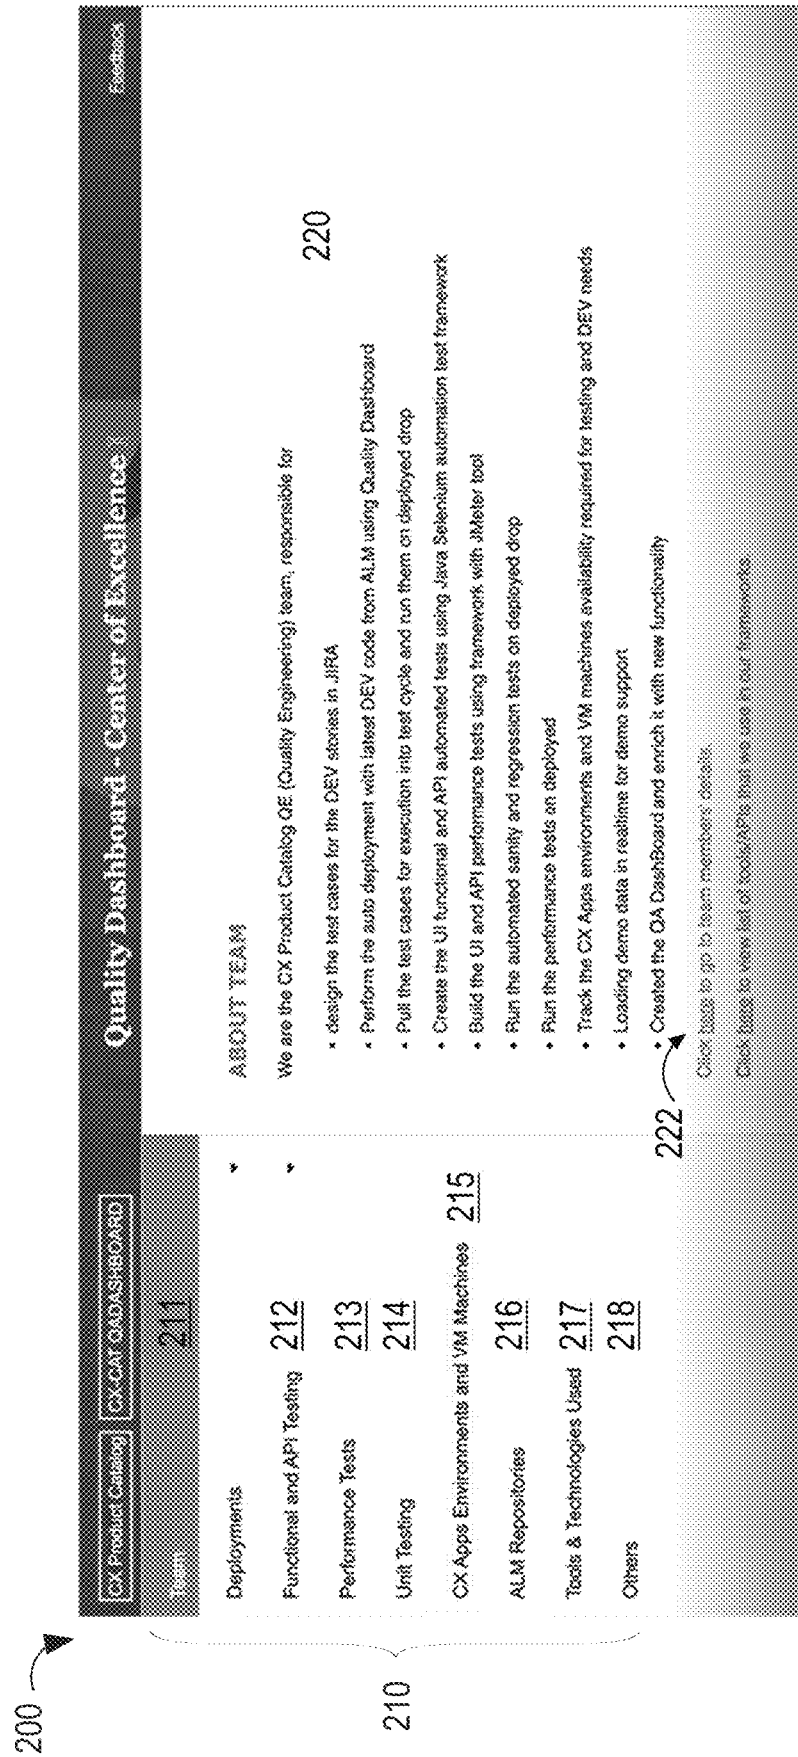 200
CX Product Catalog CX-CAT QADASHBOARD Quality Dashboard - Center of Excellence Feedback
210
Team 211
Deployments
Functional and API Testing 212
Performance Tests 213
Unit Testing 214
CX Apps Environments and VM Machines 215
ALM Repositories 216
Tools & Technologies Used 217
Others 218
ABOUT TEAM
We are the CX Product Catalog QE (Quality Engineering) team, responsible for
220
• design the test cases for the DEV stories in JIRA
• Perform the auto deployment with latest DEV code from ALM using Quality Dashboard
• Pull the test cases for execution into test cycle and run them on deployed drop
• Create the UI functional and API automated tests using Java Selenium automation test framework
• Build the UI and API performance tests using framework with JMeter tool
• Run the automated sanity and regression tests on deployed drop
• Run the performance tests on deployed
• Track the CX Apps environments and VM machines availability required for testing and DEV needs
• Loading demo data in realtime for demo support
• Created the QA DashBoard and enrich it with new functionality
222
Click here to go to team members details.
Click here to view list of tools/APIs that we use in our frameworks